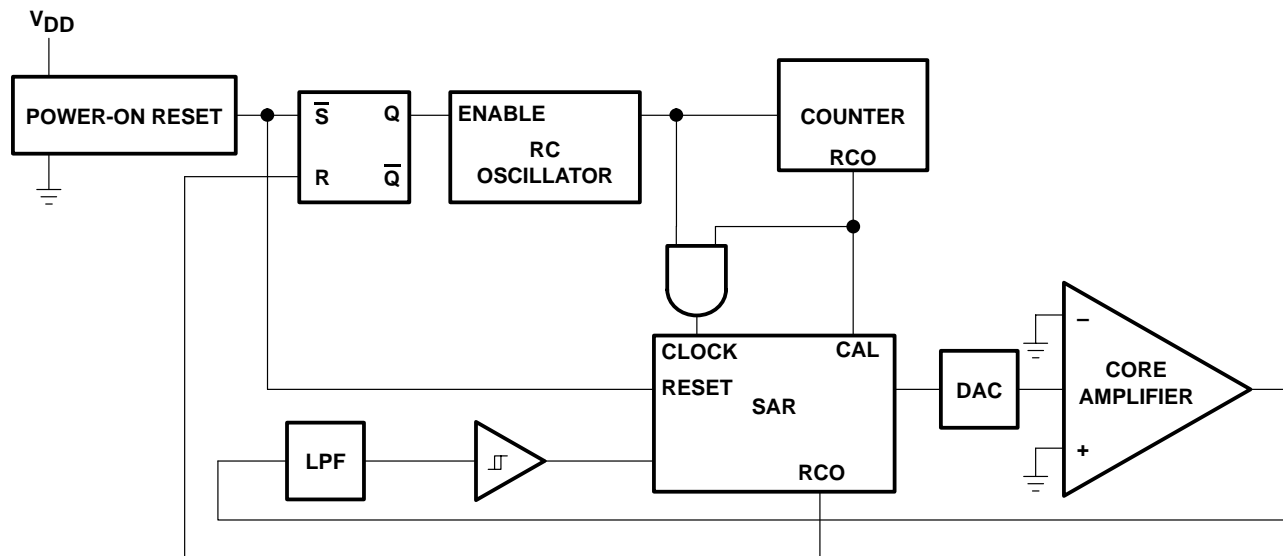 VDD
POWER-ON RESET
S̅ Q
R Q̅
ENABLE
RC
OSCILLATOR
COUNTER
RCO
CLOCK CAL
RESET
SAR
RCO
LPF
DAC
–
CORE
AMPLIFIER
+